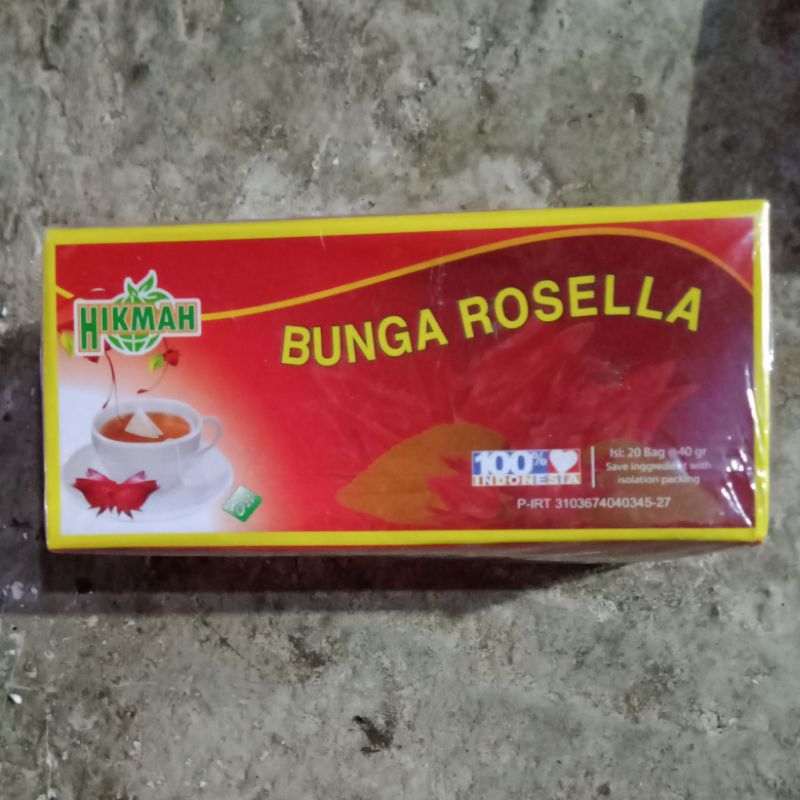 HIKMAH
BUNGA ROSELLA
100%
INDONESIA
Isi: 20 Bag @40 gr
Save inggredient with
isolation packing
P-IRT 3103674040345-27